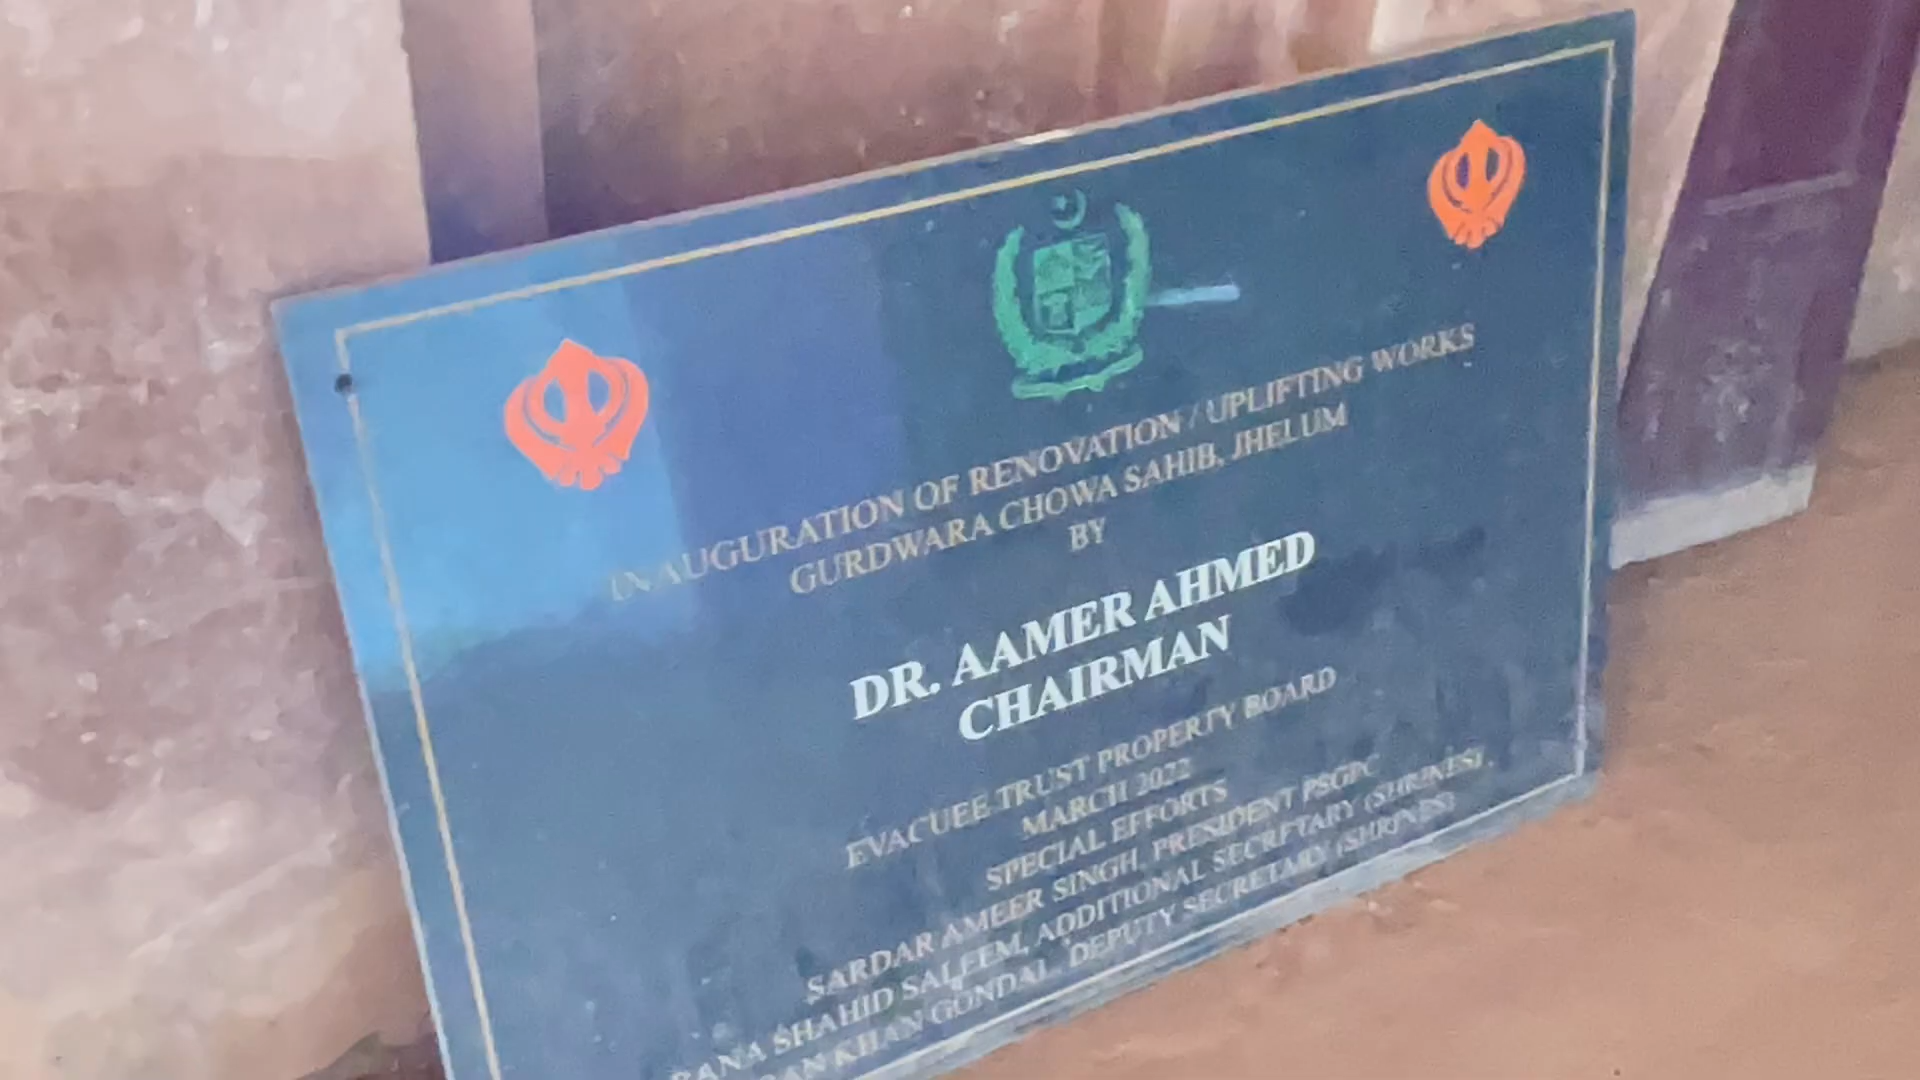 INAUGURATION OF RENOVATION / UPLIFTING WORKS
GURDWARA CHOWA SAHIB, JHELUM
BY
DR. AAMER AHMED
CHAIRMAN
EVACUEE TRUST PROPERTY BOARD
MARCH 2022
SPECIAL EFFORTS
SARDAR AMEER SINGH, PRESIDENT PSGPC
RANA SHAHID SALEEM, ADDITIONAL SECRETARY (SHRINES),
KHAN GONDAL, DEPUTY SECRETARY (SHRINES)